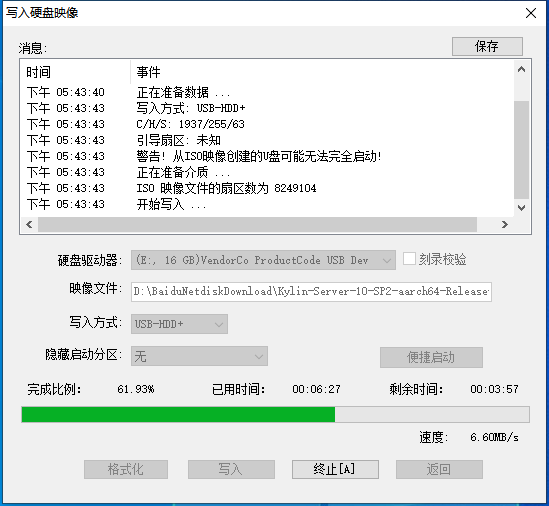 写入硬盘映像
消息:
保存
时间 事件
下午 05:43:40 正在准备数据 ...
下午 05:43:43 写入方式: USB-HDD+
下午 05:43:43 C/H/S: 1937/255/63
下午 05:43:43 引导扇区: 未知
下午 05:43:43 警告! 从ISO映像创建的U盘可能无法完全启动!
下午 05:43:43 正在准备介质 ...
下午 05:43:43 ISO 映像文件的扇区数为 8249104
下午 05:43:43 开始写入 ...
硬盘驱动器: (E:, 16 GB)VendorCo ProductCode USB Dev 刻录校验
映像文件: D:\BaiduNetdiskDownload\Kylin-Server-10-SP2-aarch64-Release
写入方式: USB-HDD+
隐藏启动分区: 无 便捷启动
完成比例: 61.93% 已用时间: 00:06:27 剩余时间: 00:03:57
速度: 6.60MB/s
格式化 写入 终止[A] 返回